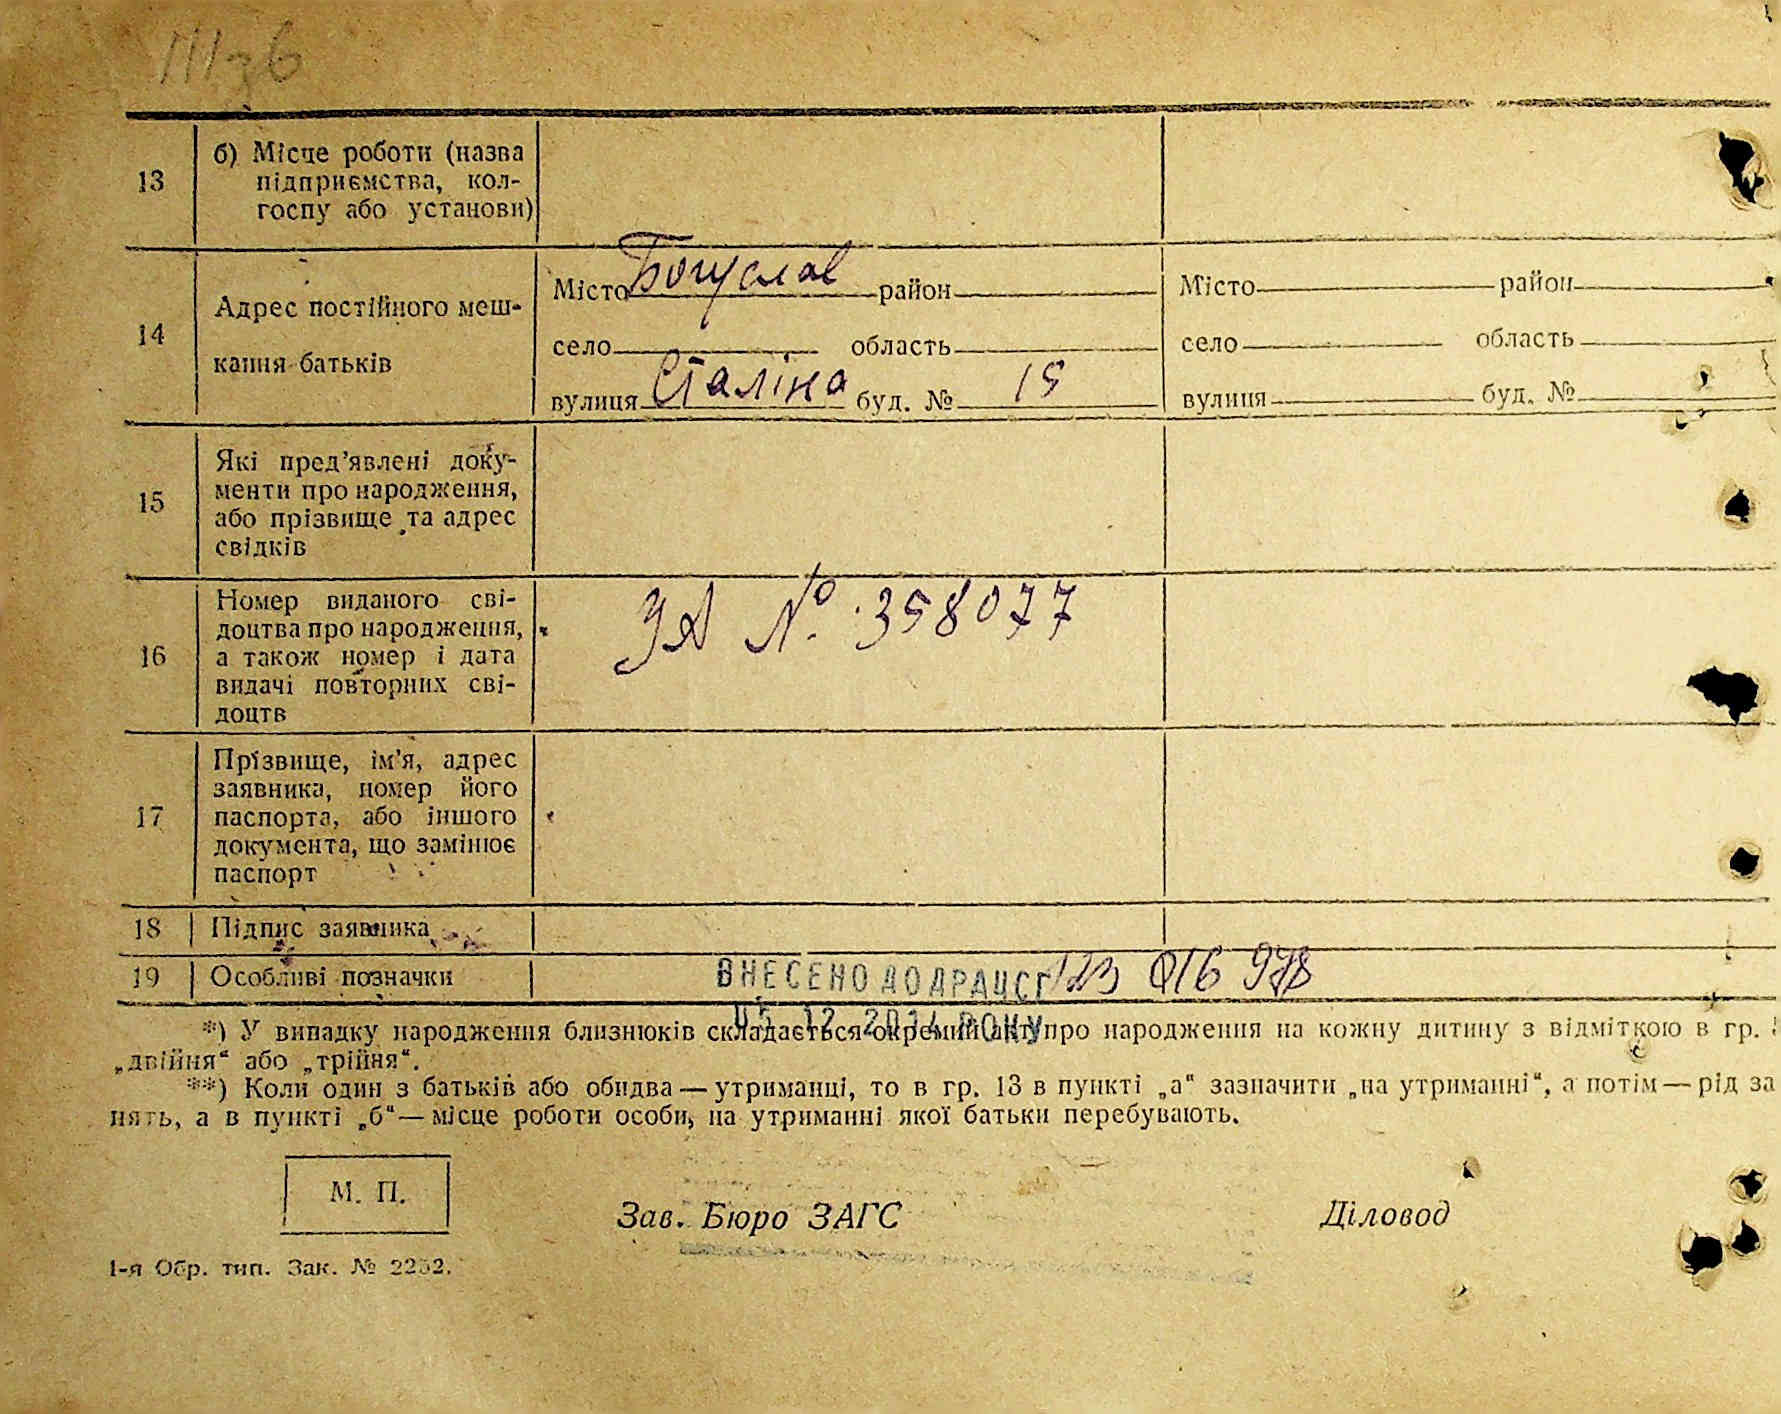 13
б) Місце роботи (назва
підприємства, кол-
госпу або установи)
14
Адрес постійного меш-
кання батьків
Місто Богуслав район
село область
вулиця Сталіна буд. № 15
Місто район
село область
вулиця буд. №
15
Які пред’явлені доку-
менти про народження,
або прізвище та адрес
свідків
16
Номер виданого сві-
доцтва про народження,
а також номер і дата
видачі повторних сві-
доцтв
УА № 358077
17
Прізвище, ім’я, адрес
заявника, номер його
паспорта, або іншого
документа, що замінює
паспорт
18 Підпис заявника
19 Особливі позначки
ВНЕСЕНО ДО ДРАЦСГ
РОКУ
*) У випадку народження близнюків складається окремий акт про народження на кожну дитину з відміткою в гр.
„двійня“ або „трійня“.
**) Коли один з батьків або обидва — утриманці, то в гр. 13 в пункті „а“ зазначити „на утриманні“, а потім — рід за
нять, а в пункті „б“ — місце роботи особи, на утриманні якої батьки перебувають.
М. П.
Зав. Бюро ЗАГС
Діловод
1-я Обр. тип. Зак. №